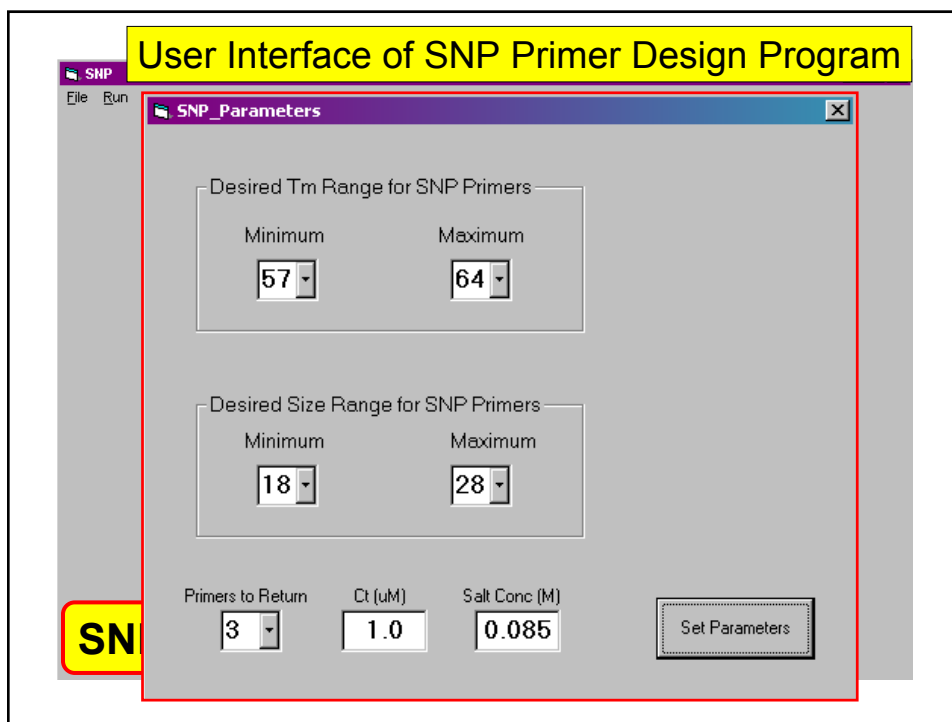 User Interface of SNP Primer Design Program
SNP
File Run
SNP_Parameters
Desired Tm Range for SNP Primers
Minimum Maximum
57 64
Desired Size Range for SNP Primers
Minimum Maximum
18 28
Primers to Return Ct (uM) Salt Conc (M)
3 1.0 0.085
Set Parameters